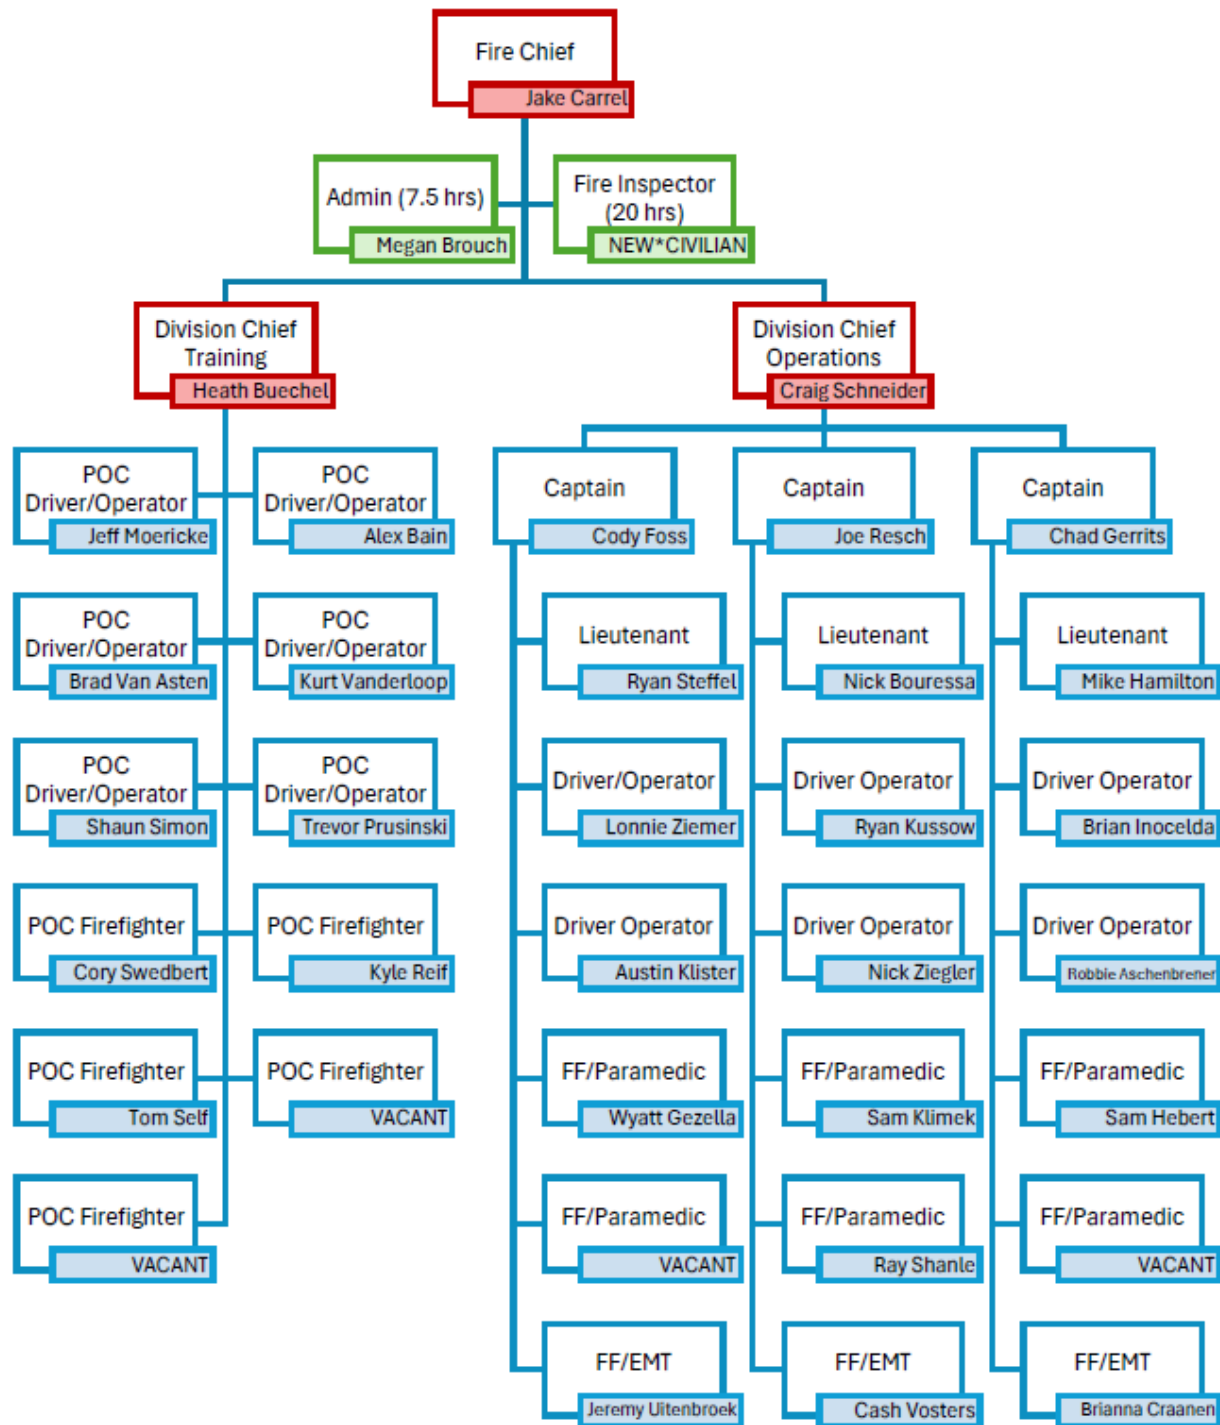 Fire Chief
Jake Carrel
Admin (7.5 hrs)
Megan Brouch
Fire Inspector
(20 hrs)
NEW*CIVILIAN
Division Chief
Training
Heath Buechel
Division Chief
Operations
Craig Schneider
POC
Driver/Operator
Jeff Moericke
POC
Driver/Operator
Alex Bain
POC
Driver/Operator
Brad Van Asten
POC
Driver/Operator
Kurt Vanderloop
POC
Driver/Operator
Shaun Simon
POC
Driver/Operator
Trevor Prusinski
POC Firefighter
Cory Swedbert
POC Firefighter
Kyle Reif
POC Firefighter
Tom Self
POC Firefighter
VACANT
POC Firefighter
VACANT
Captain
Cody Foss
Lieutenant
Ryan Steffel
Driver/Operator
Lonnie Ziemer
Driver Operator
Austin Klister
FF/Paramedic
Wyatt Gezella
FF/Paramedic
VACANT
FF/EMT
Jeremy Uitenbroek
Captain
Joe Resch
Lieutenant
Nick Bouressa
Driver Operator
Ryan Kussow
Driver Operator
Nick Ziegler
FF/Paramedic
Sam Klimek
FF/Paramedic
Ray Shanle
FF/EMT
Cash Vosters
Captain
Chad Gerrits
Lieutenant
Mike Hamilton
Driver Operator
Brian Inocelda
Driver Operator
Robbie Aschenbrener
FF/Paramedic
Sam Hebert
FF/Paramedic
VACANT
FF/EMT
Brianna Craanen